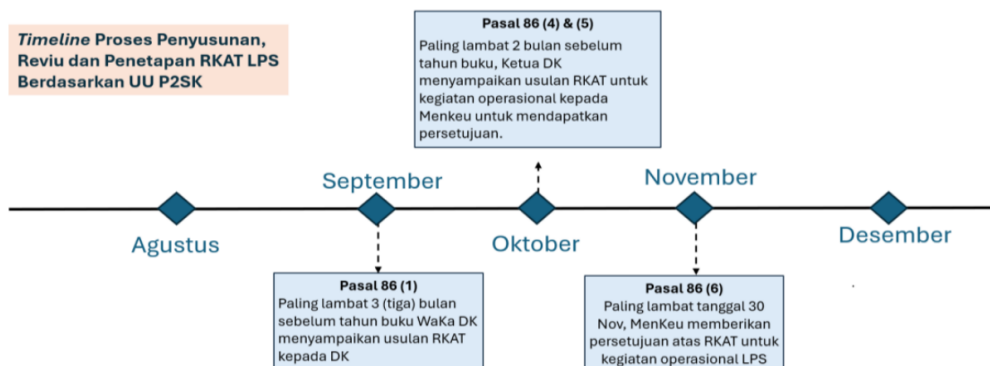 Timeline Proses Penyusunan,
Reviu dan Penetapan RKAT LPS
Berdasarkan UU P2SK
Pasal 86 (4) & (5)
Paling lambat 2 bulan sebelum
tahun buku, Ketua DK
menyampaikan usulan RKAT untuk
kegiatan operasional kepada
Menkeu untuk mendapatkan
persetujuan.
Agustus
September
Oktober
November
Desember
Pasal 86 (1)
Paling lambat 3 (tiga) bulan
sebelum tahun buku WaKa DK
menyampaikan usulan RKAT
kepada DK
Pasal 86 (6)
Paling lambat tanggal 30
Nov, MenKeu memberikan
persetujuan atas RKAT untuk
kegiatan operasional LPS